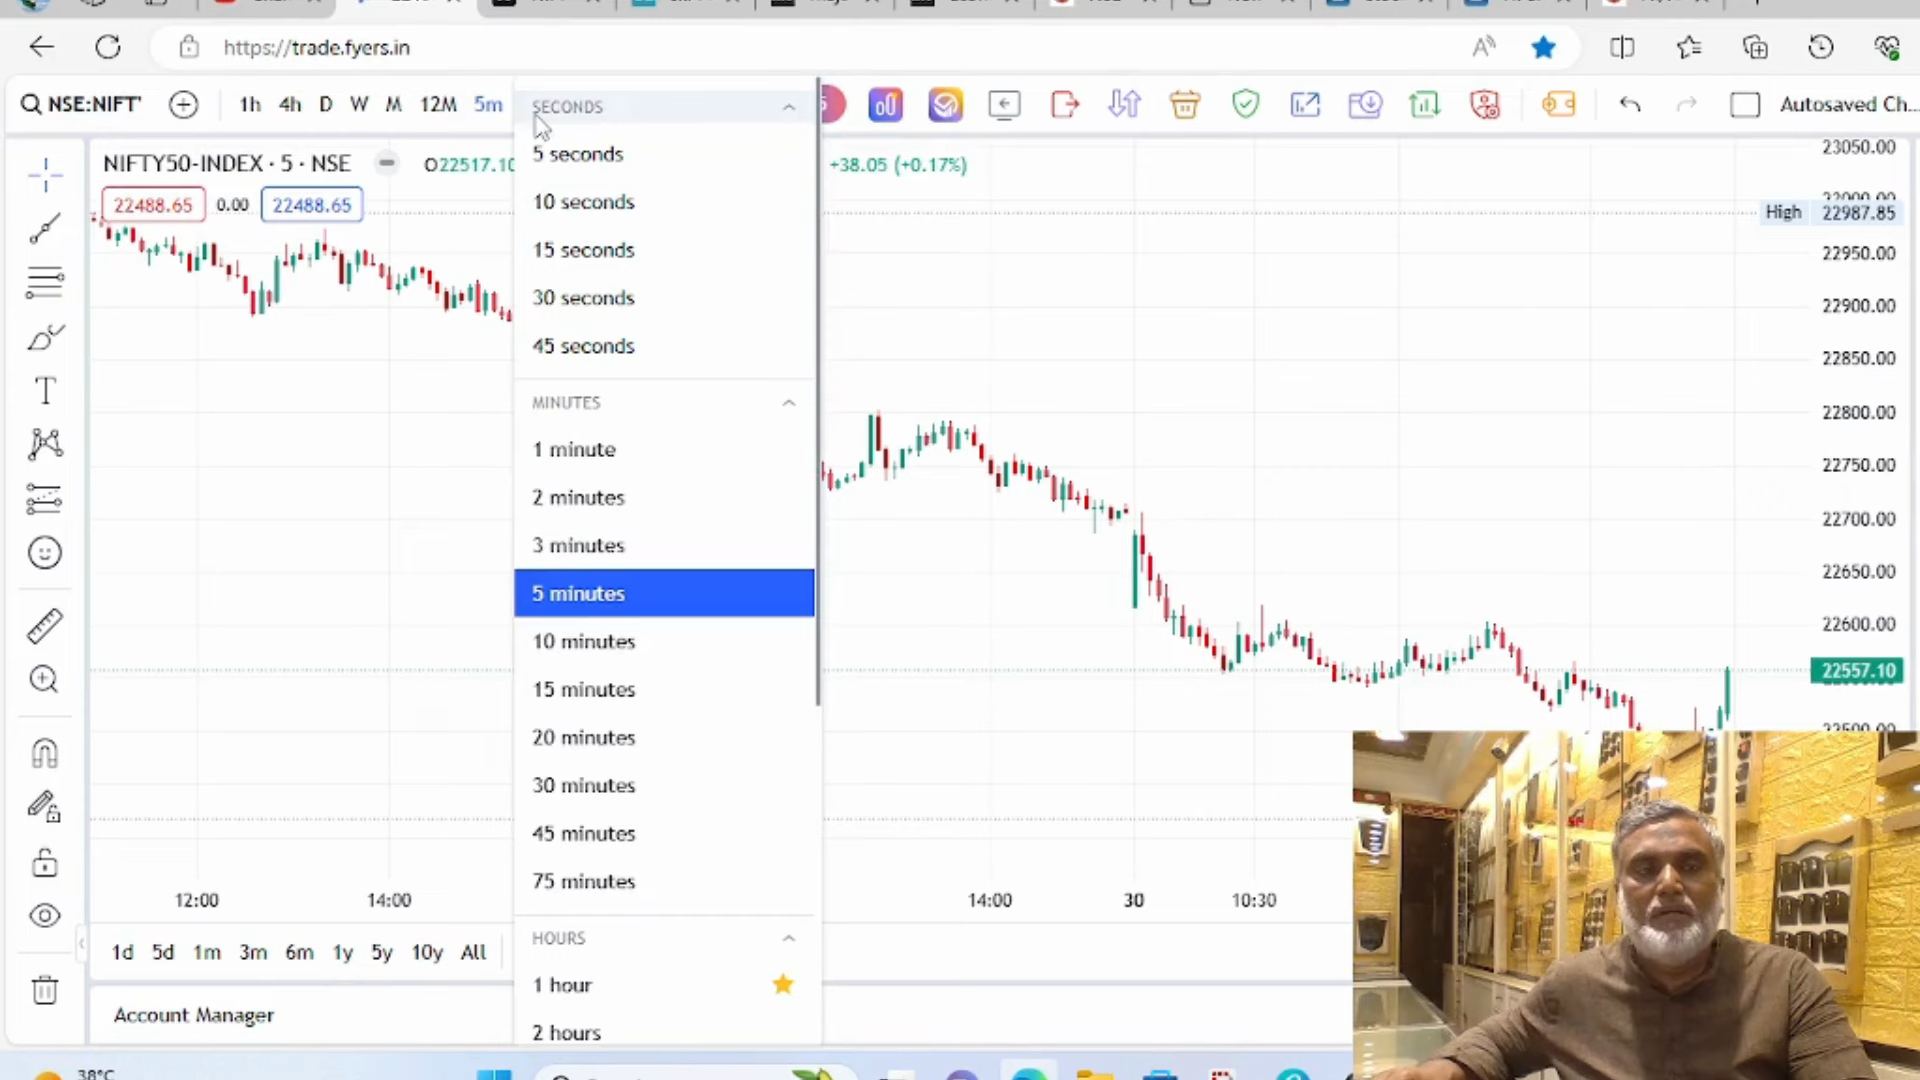 https://trade.fyers.in
NSE:NIFT' 1h 4h D W M 12M 5m Autosaved Ch...
NIFTY50-INDEX · 5 · NSE O22517.10 +38.05 (+0.17%)
22488.65 0.00 22488.65
SECONDS
5 seconds
10 seconds
15 seconds
30 seconds
45 seconds
MINUTES
1 minute
2 minutes
3 minutes
5 minutes
10 minutes
15 minutes
20 minutes
30 minutes
45 minutes
75 minutes
HOURS
1 hour
2 hours
23050.00
High 22987.85
22950.00
22900.00
22850.00
22800.00
22750.00
22700.00
22650.00
22600.00
22557.10
12:00 14:00 14:00 30 10:30
1d 5d 1m 3m 6m 1y 5y 10y All
Account Manager
38°C